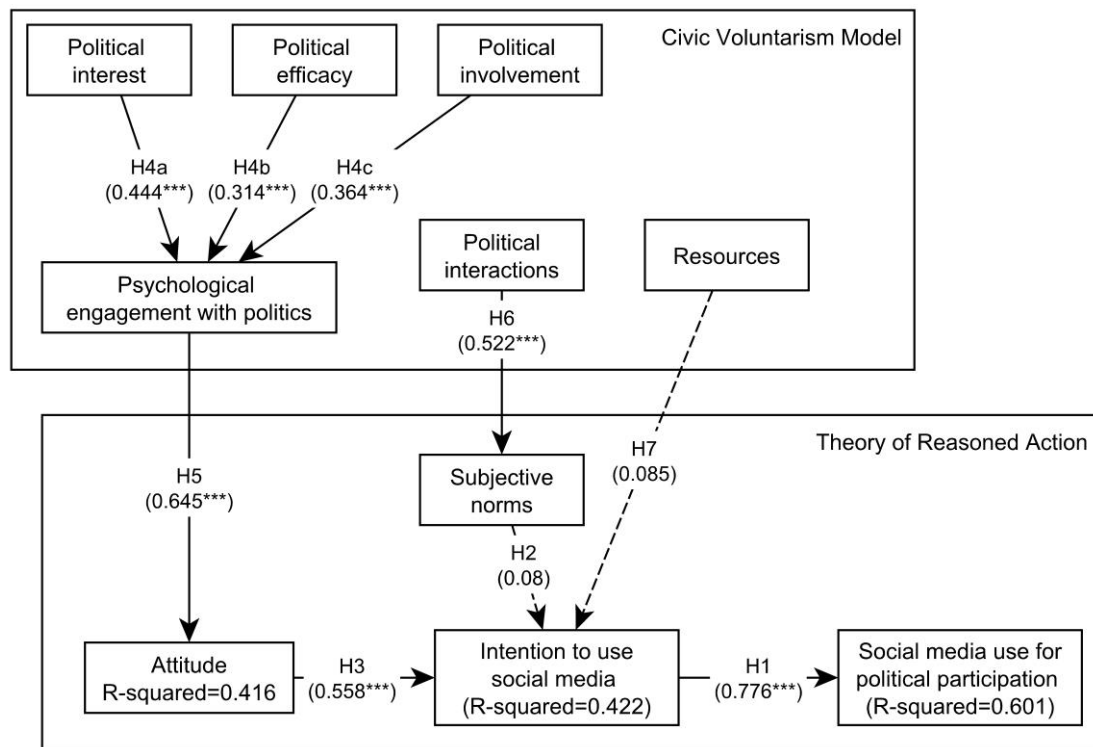 Civic Voluntarism Model
Political
interest
Political
efficacy
Political
involvement
H4a
(0.444***)
H4b
(0.314***)
H4c
(0.364***)
Psychological
engagement with politics
Political
interactions
Resources
H6
(0.522***)
Theory of Reasoned Action
H5
(0.645***)
Subjective
norms
H7
(0.085)
H2
(0.08)
Attitude
R-squared=0.416
H3
(0.558***)
Intention to use
social media
(R-squared=0.422)
H1
(0.776***)
Social media use for
political participation
(R-squared=0.601)